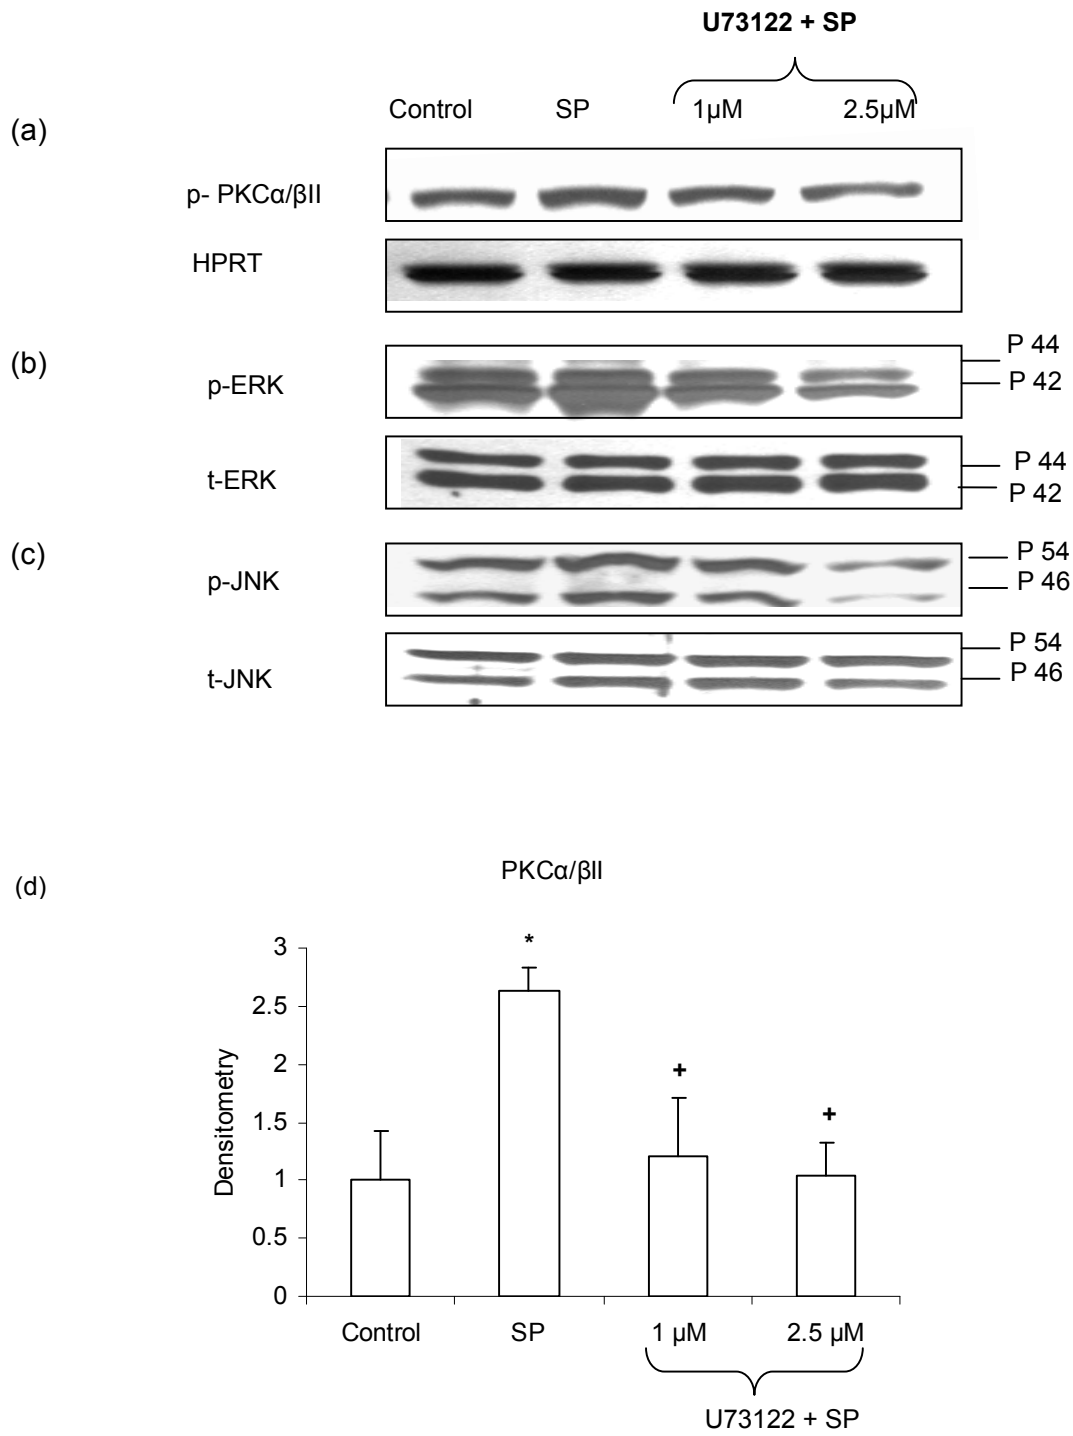 U73122 + SP
Control SP 1µM 2.5µM
(a)
p- PKCα/βII
HPRT
(b)
P 44
p-ERK
P 42
t-ERK
P 44
P 42
(c)
P 54
p-JNK
P 46
t-JNK
P 54
P 46
(d)
PKCα/βII
Densitometry
3
2.5
2
1.5
1
0.5
0
*
+
+
Control SP 1 µM 2.5 µM
U73122 + SP